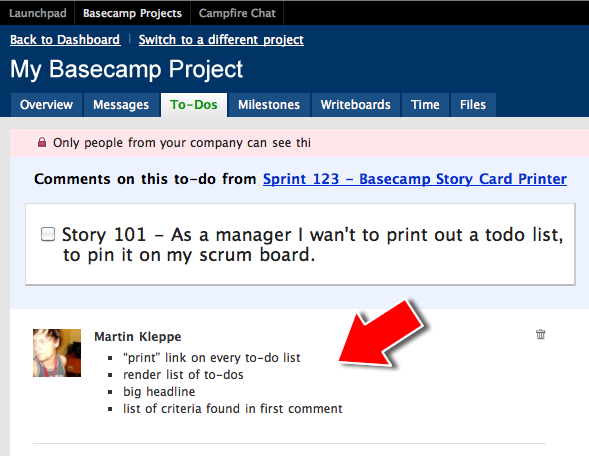 Launchpad Basecamp Projects Campfire Chat
Back to Dashboard | Switch to a different project
My Basecamp Project
Overview Messages To-Dos Milestones Writeboards Time Files
Only people from your company can see thi
Comments on this to-do from Sprint 123 – Basecamp Story Card Printer
Story 101 – As a manager I wan't to print out a todo list,
to pin it on my scrum board.
Martin Kleppe
▪ “print” link on every to-do list
▪ render list of to-dos
▪ big headline
▪ list of criteria found in first comment